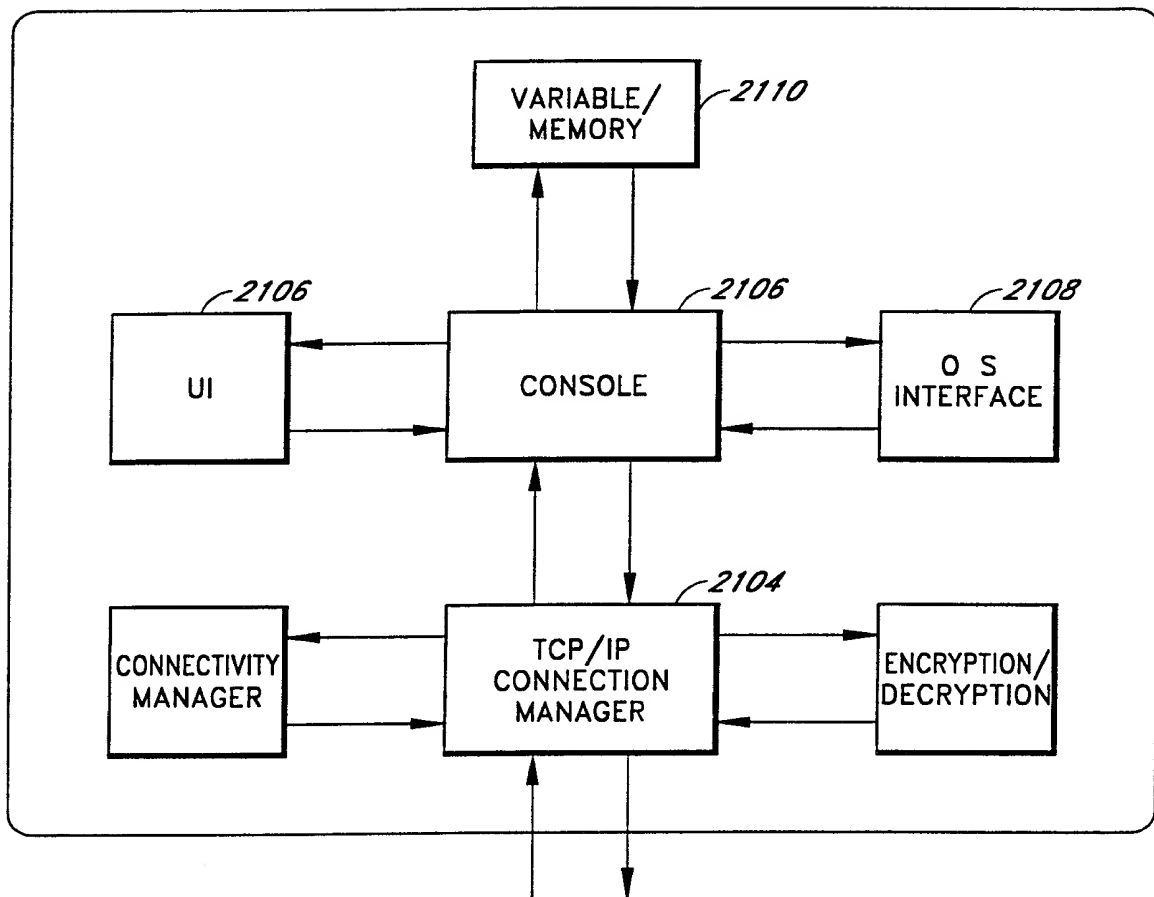 VARIABLE/
MEMORY
2110
2106
UI
2106
CONSOLE
2108
O S
INTERFACE
CONNECTIVITY
MANAGER
2104
TCP/IP
CONNECTION
MANAGER
ENCRYPTION/
DECRYPTION